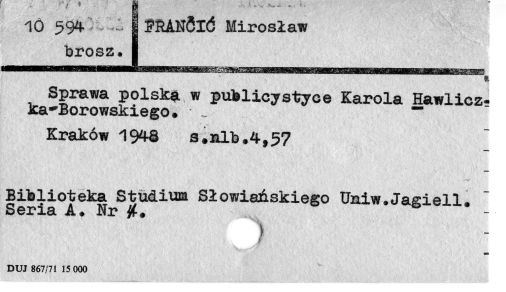 10 594
brosz.
FRANČIĆ Mirosław
Sprawa polska w publicystyce Karola Hawlicz-
ka-Borowskiego.
Kraków 1948 s.nlb.4,57
Biblioteka Studium Słowiańskiego Uniw.Jagiell.
Seria A. Nr 4.
DUJ 867/71 15 000